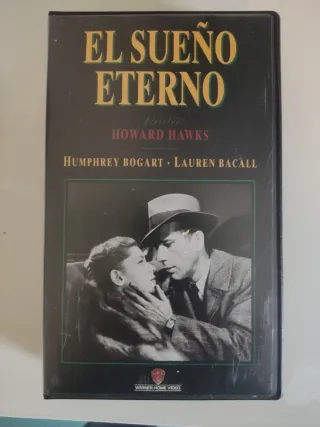 EL SUEÑO
ETERNO
HOWARD HAWKS
HUMPHREY BOGART · LAUREN BACALL
WARNER HOME VIDEO